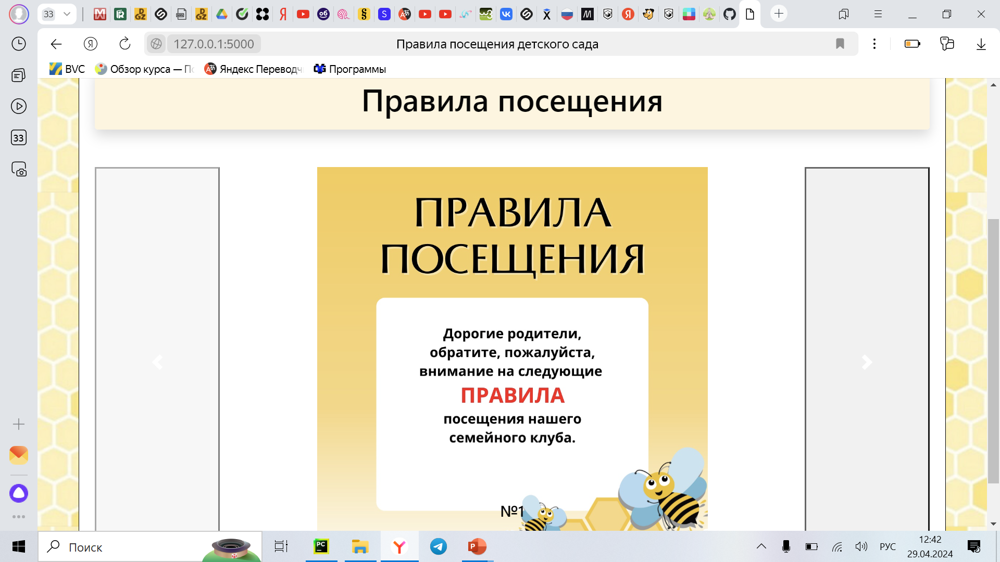 33
127.0.0.1:5000
Правила посещения детского сада
BVC
Обзор курса — По
Яндекс Переводч
Программы
33
Правила посещения
ПРАВИЛА
ПОСЕЩЕНИЯ
Дорогие родители,
обратите, пожалуйста,
внимание на следующие
ПРАВИЛА
посещения нашего
семейного клуба.
№1
Поиск
РУС
12:42
29.04.2024